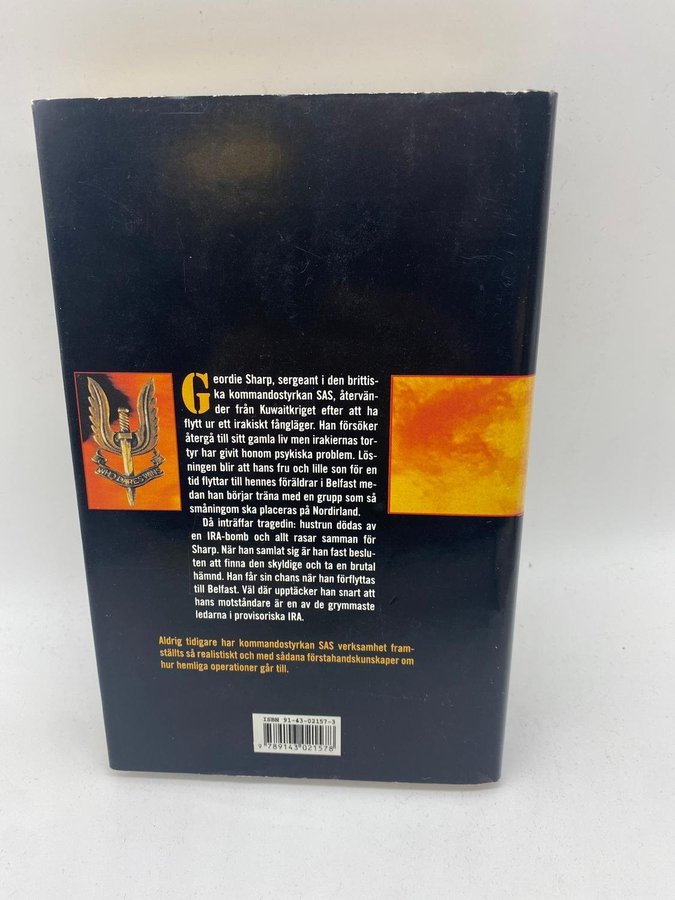 Geordie Sharp, sergeant i den brittis-
ka kommandostyrkan SAS, återvän-
der från Kuwaitkriget efter att ha
flytt ur ett irakiskt fångläger. Han försöker
återgå till sitt gamla liv men irakiernas tor-
tyr har givit honom psykiska problem. Lös-
ningen blir att hans fru och lille son för en
tid flyttar till hennes föräldrar i Belfast me-
dan han börjar träna med en grupp som så
småningom ska placeras på Nordirland.
Då inträffar tragedin: hustrun dödas av
en IRA-bomb och allt rasar samman för
Sharp. När han samlat sig är han fast beslu-
ten att finna den skyldige och ta en brutal
hämnd. Han får sin chans när han förflyttas
till Belfast. Väl där upptäcker han snart att
hans motståndare är en av de grymmaste
ledarna i provisoriska IRA.
Aldrig tidigare har kommandostyrkan SAS verksamhet fram-
ställts så realistiskt och med sådana förstahandskunskaper om
hur hemliga operationer går till.
WHO DARES WINS
ISBN 91-43-02157-3
9 789143 021578